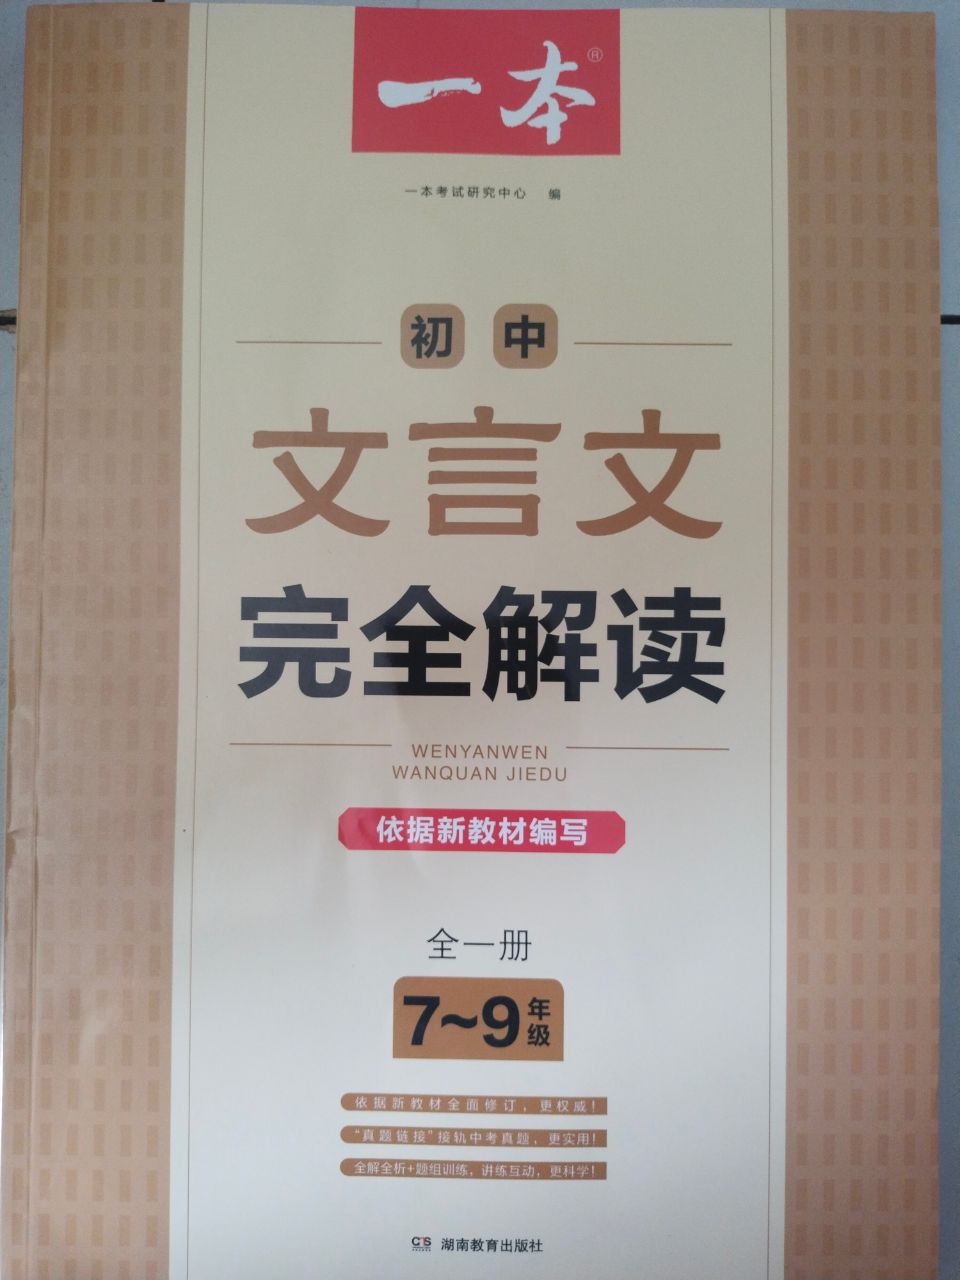 一本®
一本考试研究中心 编
初中
文言文
完全解读
WENYANWEN
WANQUAN JIEDU
依据新教材编写
全一册
7~9年级
依据新教材全面修订，更权威！
“真题链接”接轨中考真题，更实用！
全解全析+题组训练，讲练互动，更科学！
湖南教育出版社